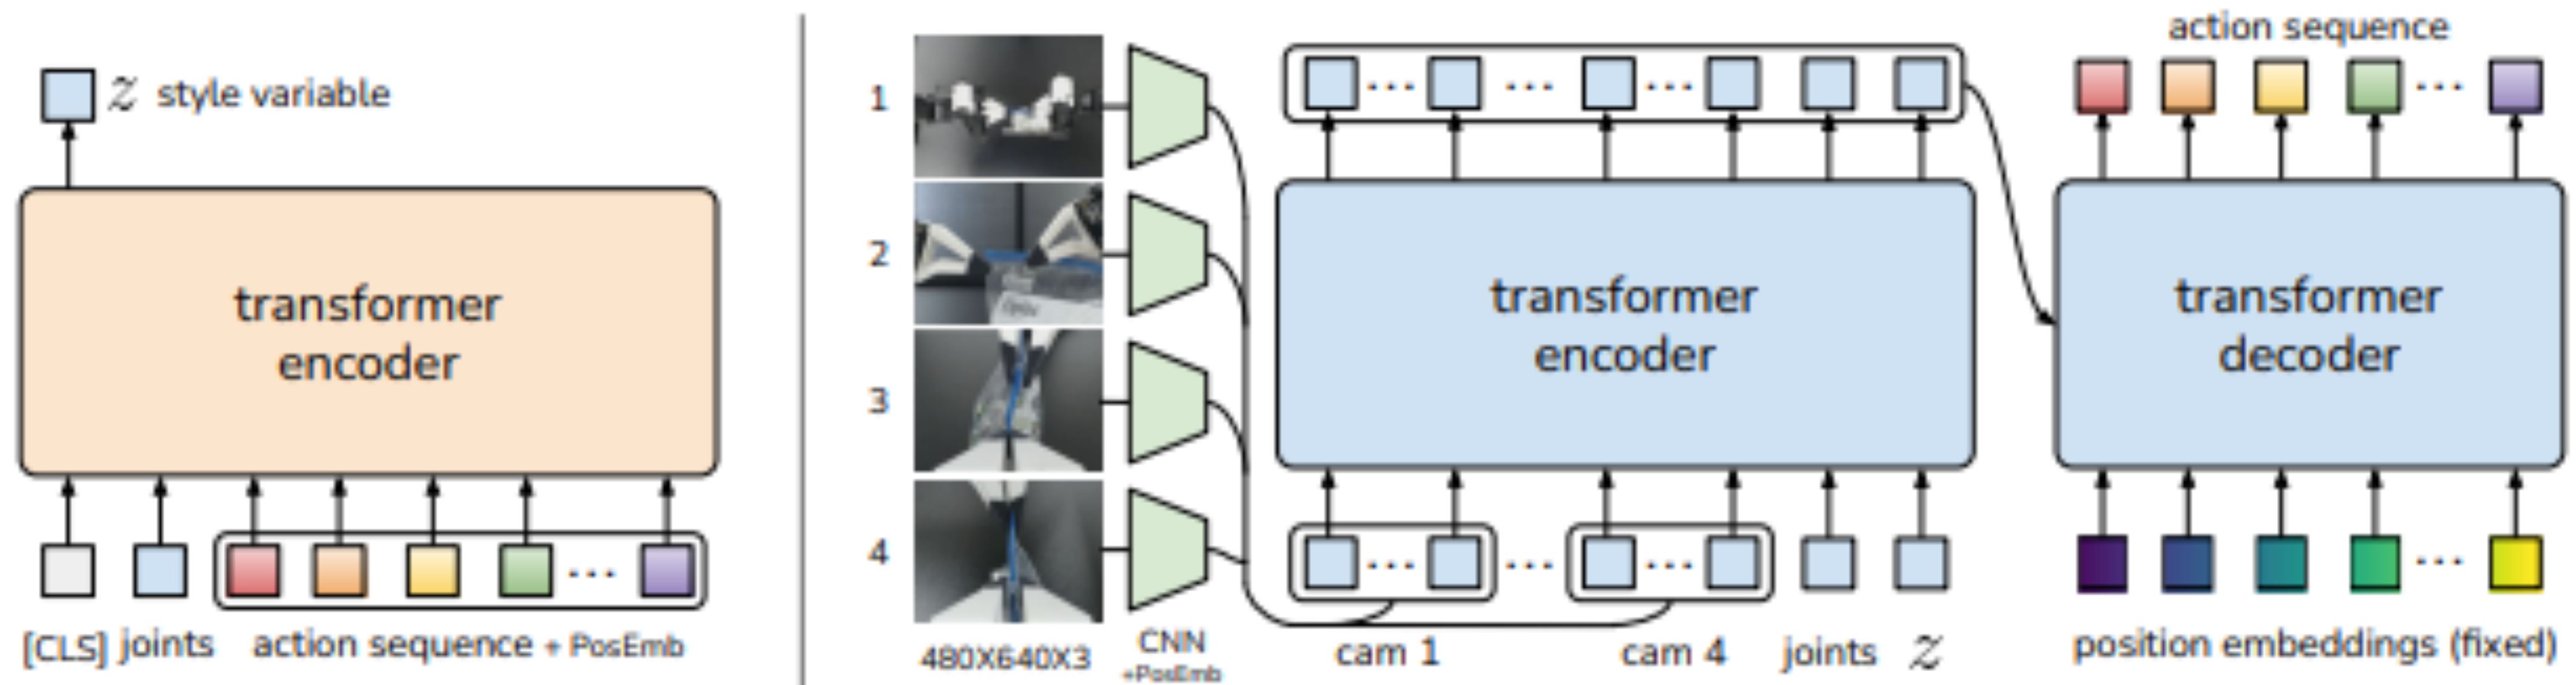 z style variable
transformer
encoder
[CLS] joints action sequence + PosEmb
1
2
3
4
480X640X3
CNN
+PosEmb
transformer
encoder
cam 1 cam 4 joints z
action sequence
transformer
decoder
position embeddings (fixed)